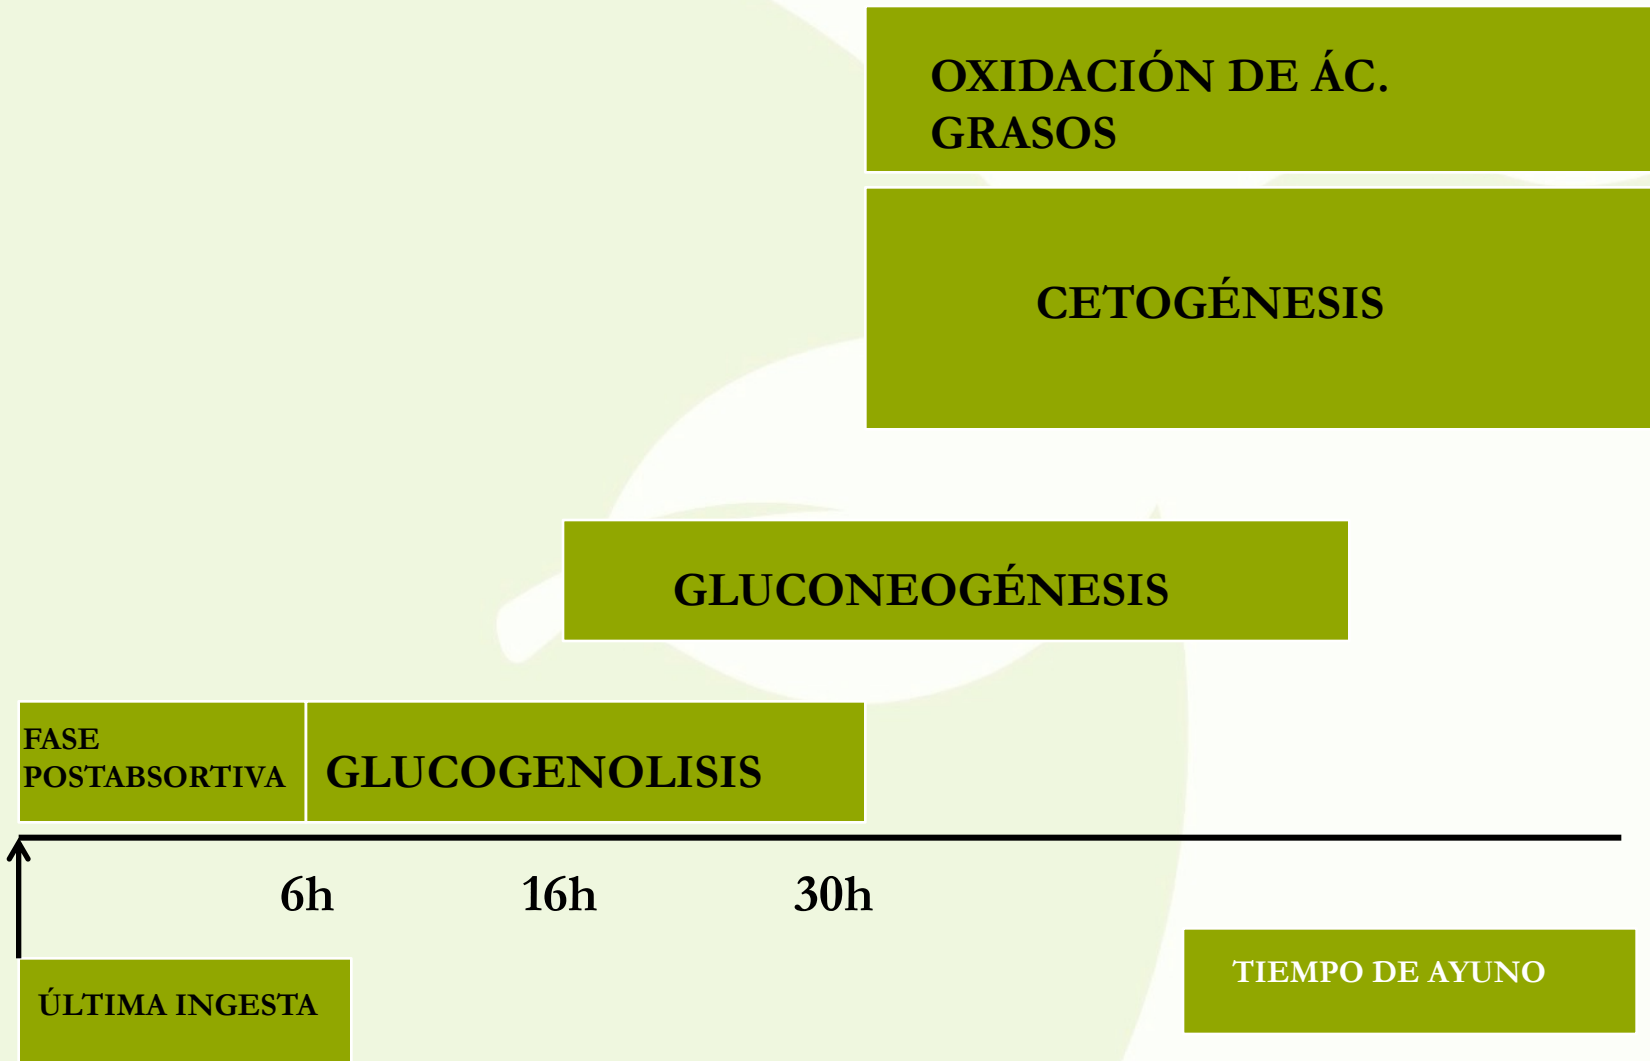 OXIDACIÓN DE ÁC.
GRASOS
CETOGÉNESIS
GLUCONEOGÉNESIS
FASE
POSTABSORTIVA
GLUCOGENOLISIS
6h
16h
30h
ÚLTIMA INGESTA
TIEMPO DE AYUNO